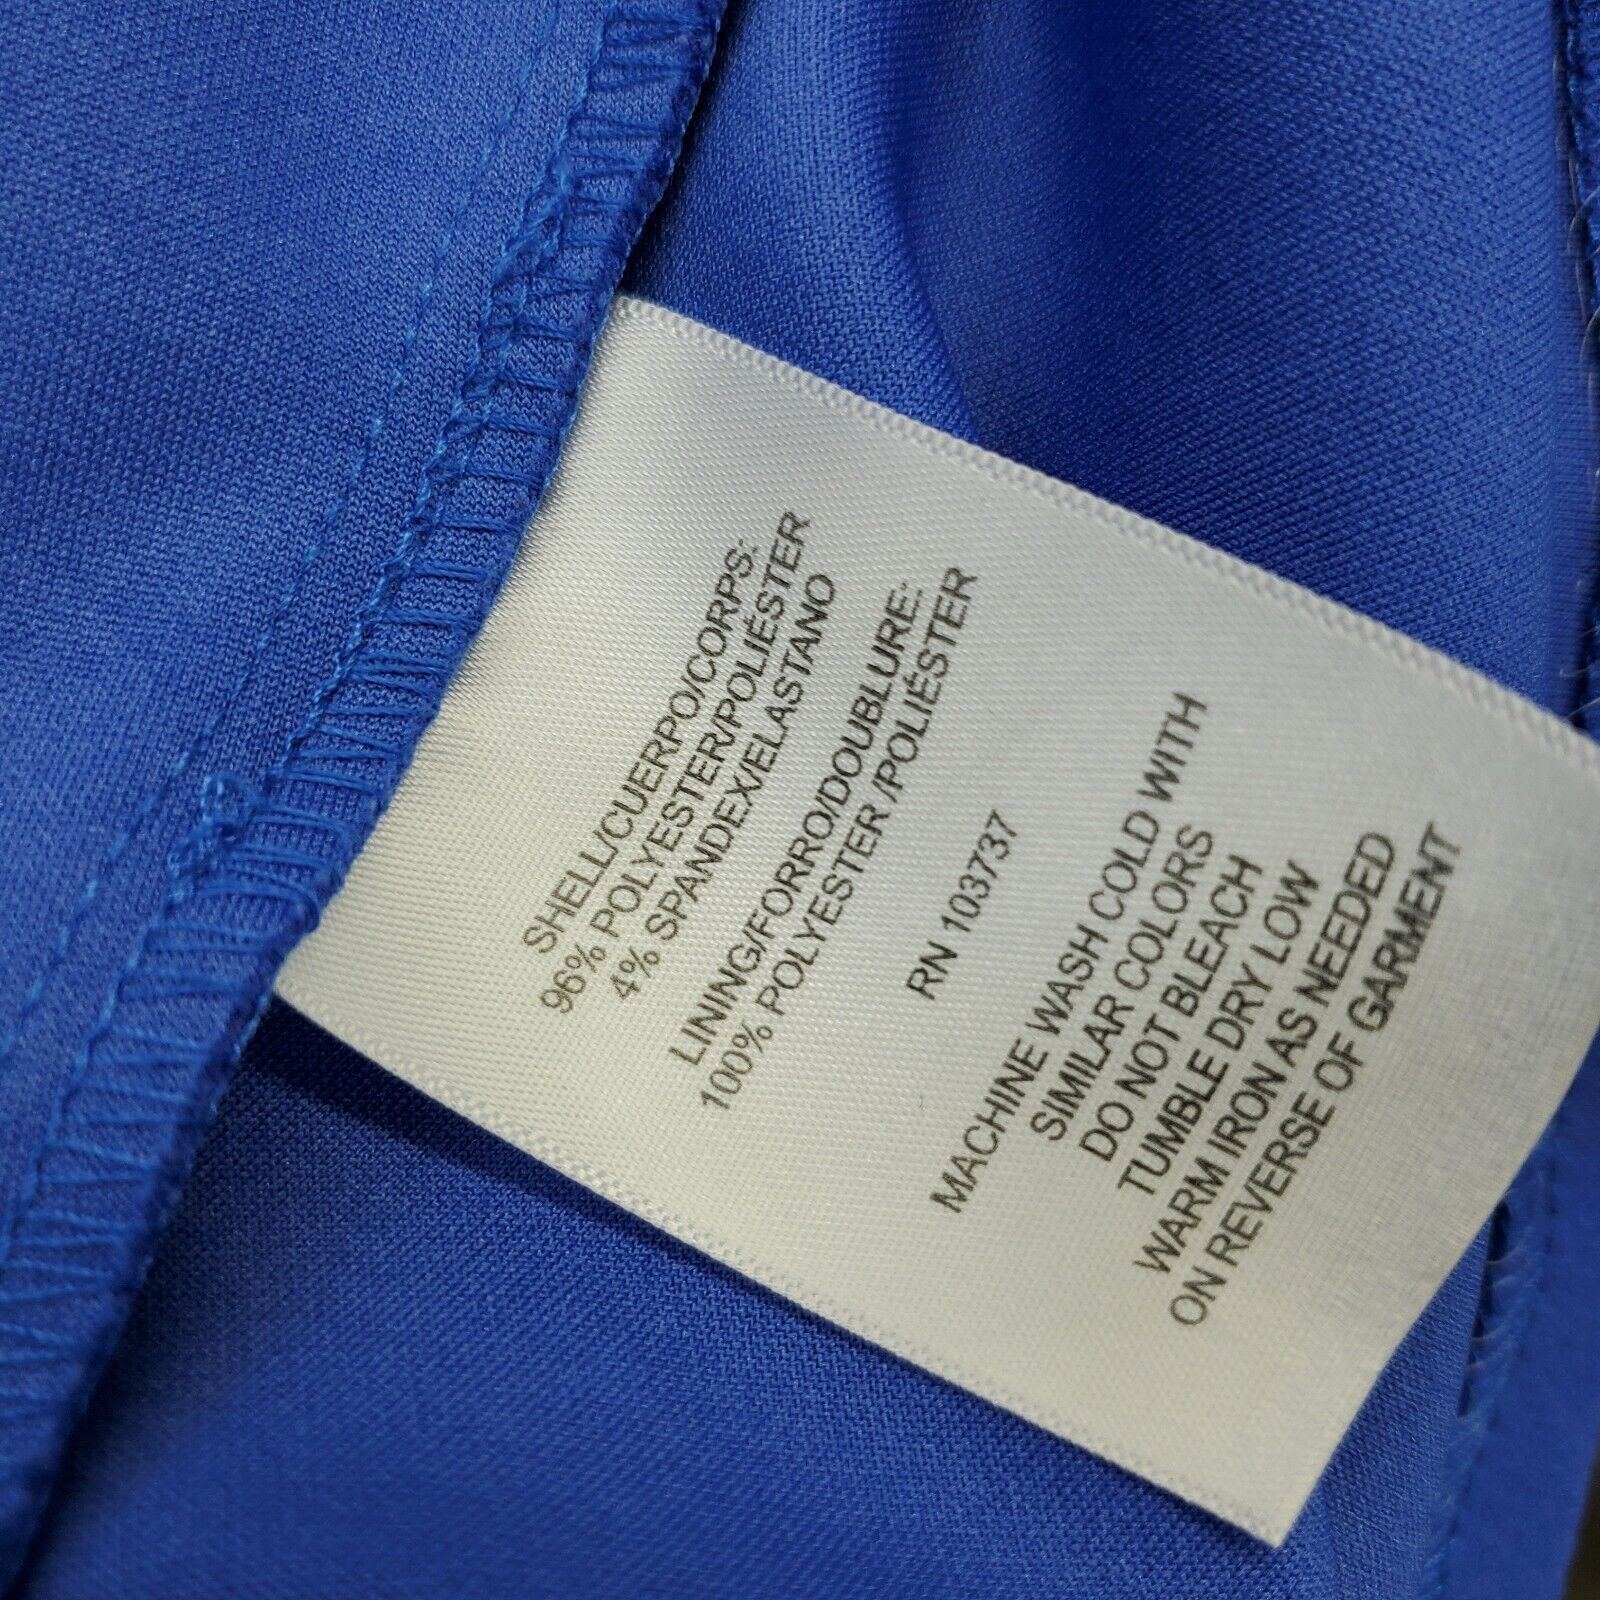 SHELL/CUERPO/CORPS:
96% POLYESTER/POLIÉSTER
4% SPANDEX/ELASTANO
LINING/FORRO/DOUBLURE:
100% POLYESTER /POLIÉSTER
RN 103737
MACHINE WASH COLD WITH
SIMILAR COLORS
DO NOT BLEACH
TUMBLE DRY LOW
WARM IRON AS NEEDED
ON REVERSE OF GARMENT